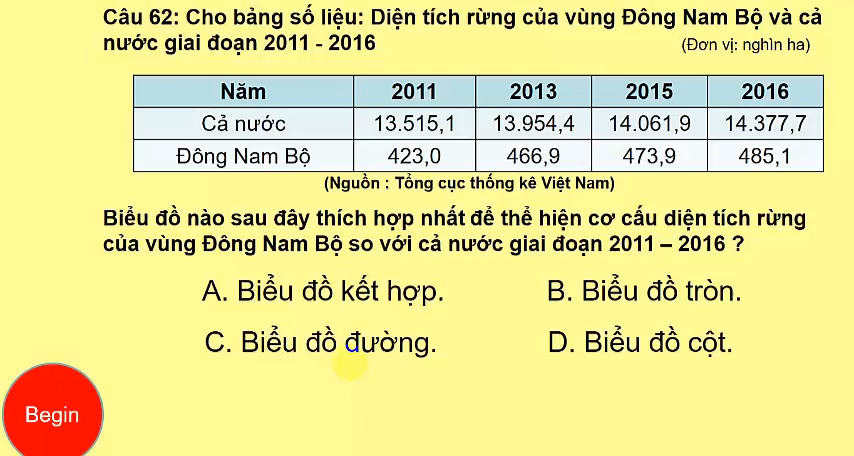 Câu 62: Cho bảng số liệu: Diện tích rừng của vùng Đông Nam Bộ và cả
nước giai đoạn 2011 - 2016 (Đơn vị: nghìn ha)
Năm 2011 2013 2015 2016
Cả nước 13.515,1 13.954,4 14.061,9 14.377,7
Đông Nam Bộ 423,0 466,9 473,9 485,1
(Nguồn : Tổng cục thống kê Việt Nam)
Biểu đồ nào sau đây thích hợp nhất để thể hiện cơ cấu diện tích rừng
của vùng Đông Nam Bộ so với cả nước giai đoạn 2011 – 2016 ?
A. Biểu đồ kết hợp. B. Biểu đồ tròn.
C. Biểu đồ đường. D. Biểu đồ cột.
Begin